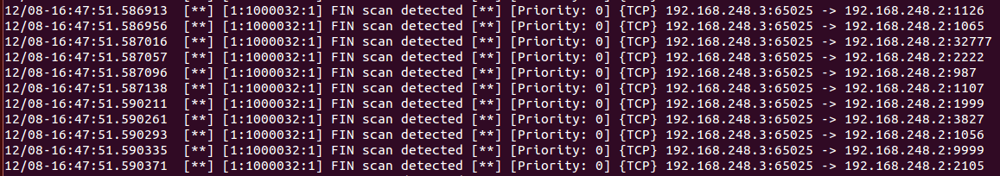 12/08-16:47:51.586913  [**] [1:1000032:1] FIN scan detected [**] [Priority: 0] {TCP} 192.168.248.3:65025 -> 192.168.248.2:1126
12/08-16:47:51.586956  [**] [1:1000032:1] FIN scan detected [**] [Priority: 0] {TCP} 192.168.248.3:65025 -> 192.168.248.2:1065
12/08-16:47:51.587016  [**] [1:1000032:1] FIN scan detected [**] [Priority: 0] {TCP} 192.168.248.3:65025 -> 192.168.248.2:32777
12/08-16:47:51.587057  [**] [1:1000032:1] FIN scan detected [**] [Priority: 0] {TCP} 192.168.248.3:65025 -> 192.168.248.2:2222
12/08-16:47:51.587096  [**] [1:1000032:1] FIN scan detected [**] [Priority: 0] {TCP} 192.168.248.3:65025 -> 192.168.248.2:987
12/08-16:47:51.587138  [**] [1:1000032:1] FIN scan detected [**] [Priority: 0] {TCP} 192.168.248.3:65025 -> 192.168.248.2:1107
12/08-16:47:51.590211  [**] [1:1000032:1] FIN scan detected [**] [Priority: 0] {TCP} 192.168.248.3:65025 -> 192.168.248.2:1999
12/08-16:47:51.590261  [**] [1:1000032:1] FIN scan detected [**] [Priority: 0] {TCP} 192.168.248.3:65025 -> 192.168.248.2:3827
12/08-16:47:51.590293  [**] [1:1000032:1] FIN scan detected [**] [Priority: 0] {TCP} 192.168.248.3:65025 -> 192.168.248.2:1056
12/08-16:47:51.590335  [**] [1:1000032:1] FIN scan detected [**] [Priority: 0] {TCP} 192.168.248.3:65025 -> 192.168.248.2:9999
12/08-16:47:51.590371  [**] [1:1000032:1] FIN scan detected [**] [Priority: 0] {TCP} 192.168.248.3:65025 -> 192.168.248.2:2105